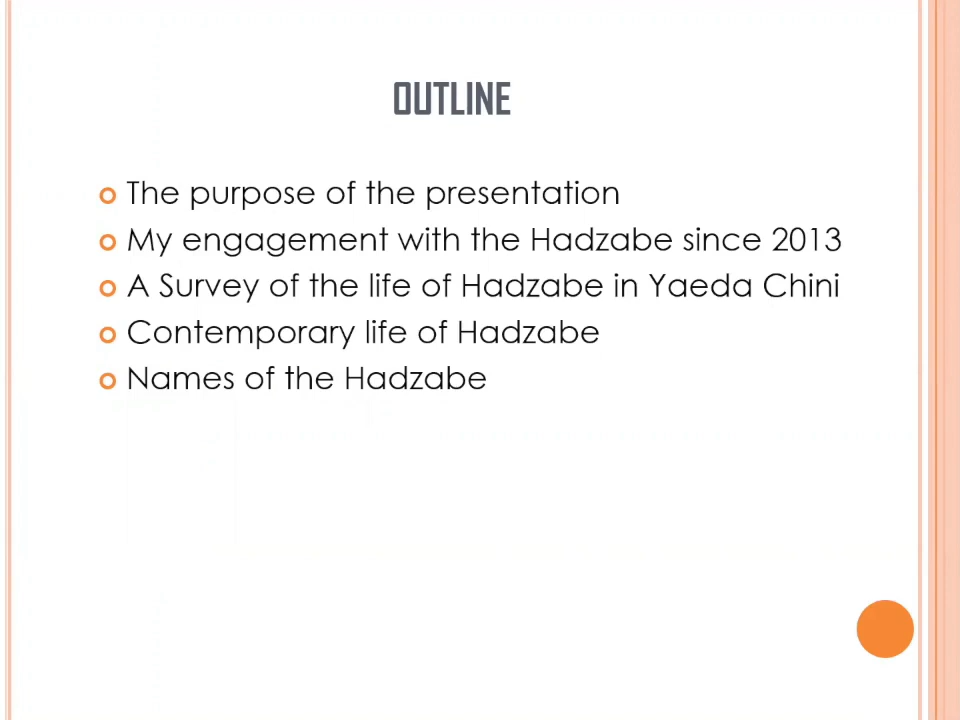 OUTLINE
The purpose of the presentation
My engagement with the Hadzabe since 2013
A Survey of the life of Hadzabe in Yaeda Chini
Contemporary life of Hadzabe
Names of the Hadzabe